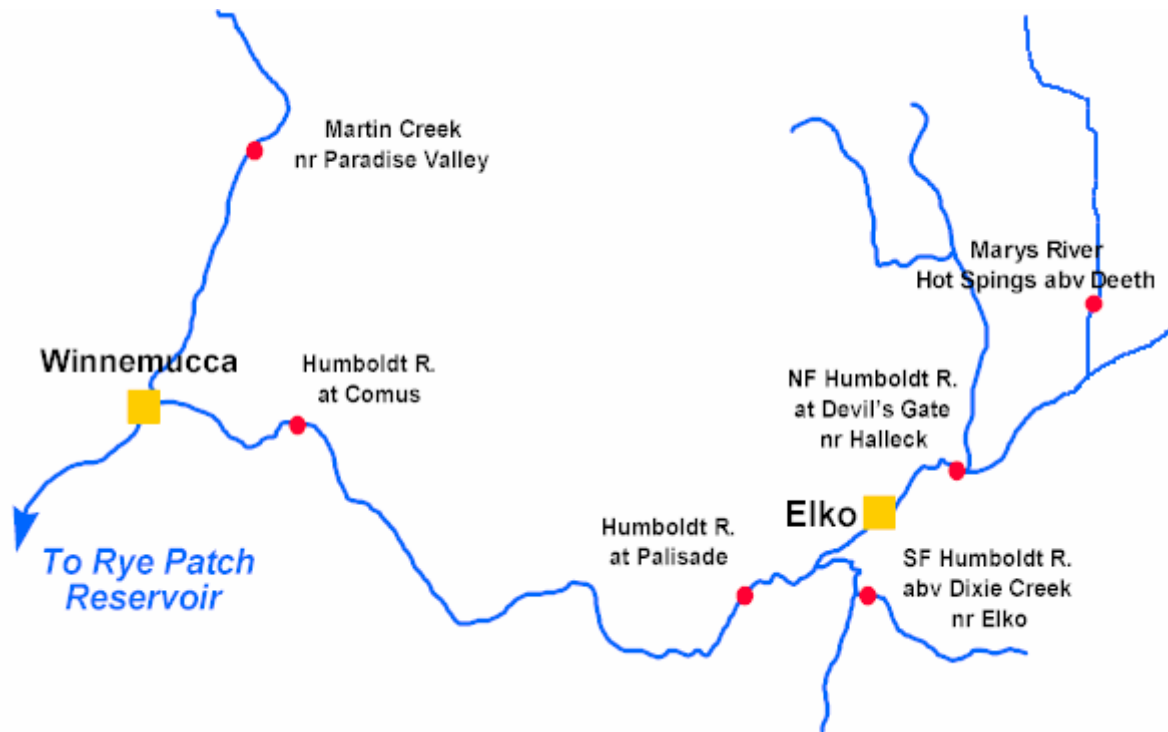 Martin Creek
nr Paradise Valley
Marys River
Hot Spings abv Deeth
Winnemucca
Humboldt R.
at Comus
NF Humboldt R.
at Devil's Gate
nr Halleck
Elko
Humboldt R.
at Palisade
To Rye Patch
Reservoir
SF Humboldt R.
abv Dixie Creek
nr Elko